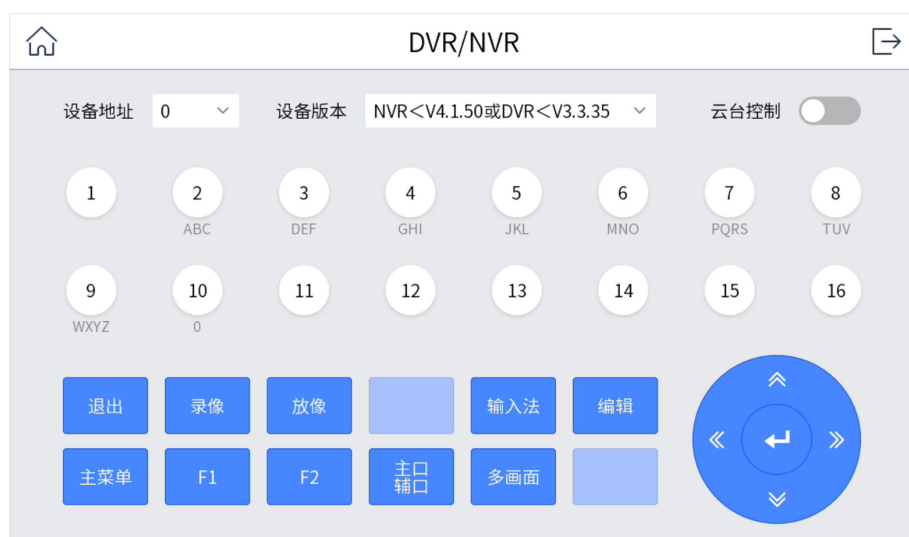 DVR/NVR
设备地址 0 设备版本 NVR<V4.1.50或DVR<V3.3.35 云台控制
1 2 3 4 5 6 7 8
ABC DEF GHI JKL MNO PQRS TUV
9 10 11 12 13 14 15 16
WXYZ 0
退出 录像 放像 输入法 编辑
主菜单 F1 F2 主口 多画面
辅口